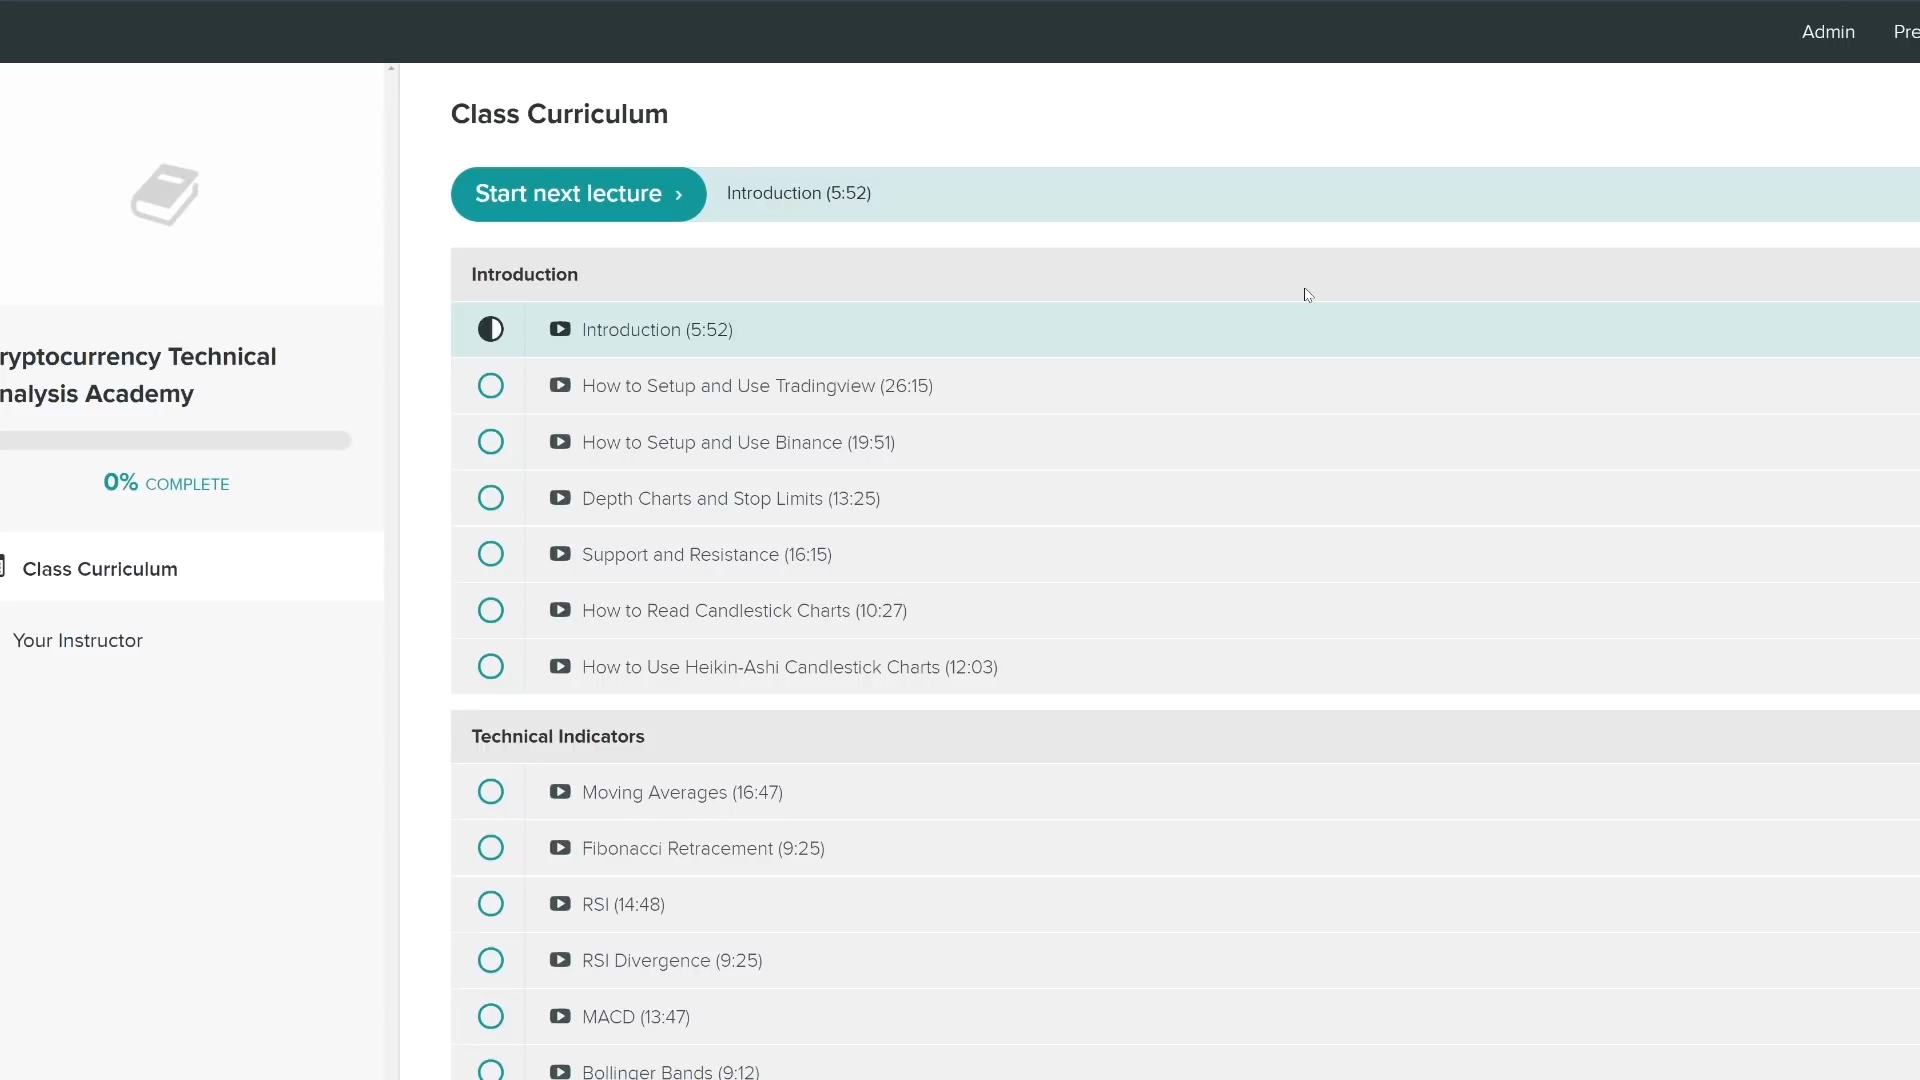 Admin
Class Curriculum
Start next lecture ›
Introduction (5:52)
ryptocurrency Technical
nalysis Academy
0% COMPLETE
Class Curriculum
Your Instructor
Introduction
Introduction (5:52)
How to Setup and Use Tradingview (26:15)
How to Setup and Use Binance (19:51)
Depth Charts and Stop Limits (13:25)
Support and Resistance (16:15)
How to Read Candlestick Charts (10:27)
How to Use Heikin-Ashi Candlestick Charts (12:03)
Technical Indicators
Moving Averages (16:47)
Fibonacci Retracement (9:25)
RSI (14:48)
RSI Divergence (9:25)
MACD (13:47)
Bollinger Bands (9:12)